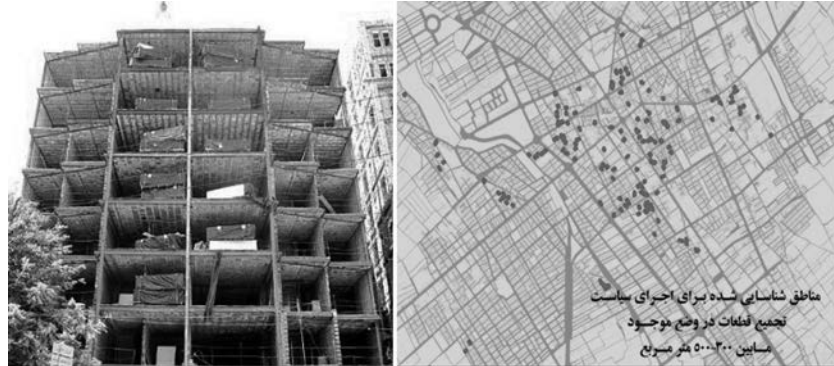 مناطق شناسایی شده برای اجرای سیاست
تجمیع قطعات در وضع موجود
مابین ۳۰۰-۵۰۰ متر مربع